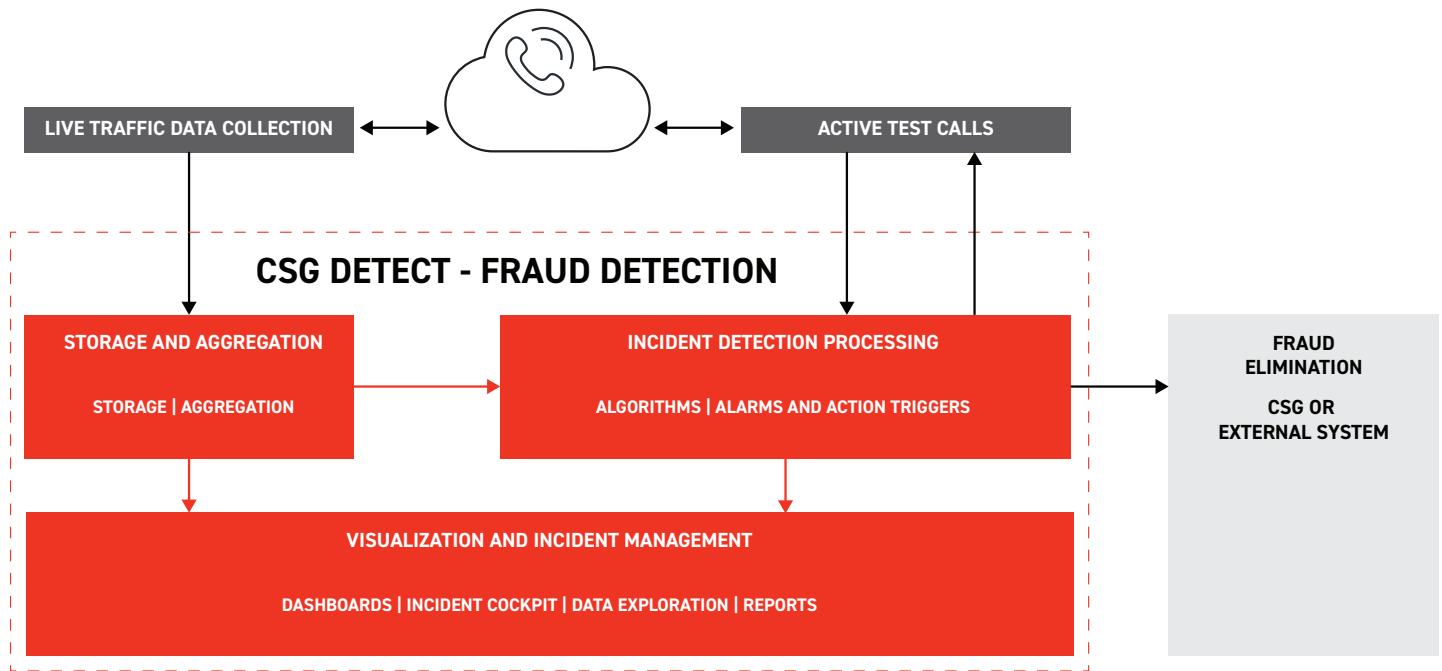 LIVE TRAFFIC DATA COLLECTION
ACTIVE TEST CALLS
CSG DETECT - FRAUD DETECTION
STORAGE AND AGGREGATION
STORAGE | AGGREGATION
INCIDENT DETECTION PROCESSING
ALGORITHMS | ALARMS AND ACTION TRIGGERS
FRAUD
ELIMINATION
CSG OR
EXTERNAL SYSTEM
VISUALIZATION AND INCIDENT MANAGEMENT
DASHBOARDS | INCIDENT COCKPIT | DATA EXPLORATION | REPORTS